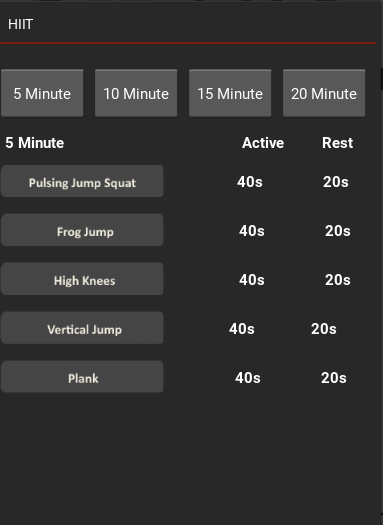 HIIT
5 Minute 10 Minute 15 Minute 20 Minute
5 Minute Active Rest
Pulsing Jump Squat 40s 20s
Frog Jump 40s 20s
High Knees 40s 20s
Vertical Jump 40s 20s
Plank 40s 20s